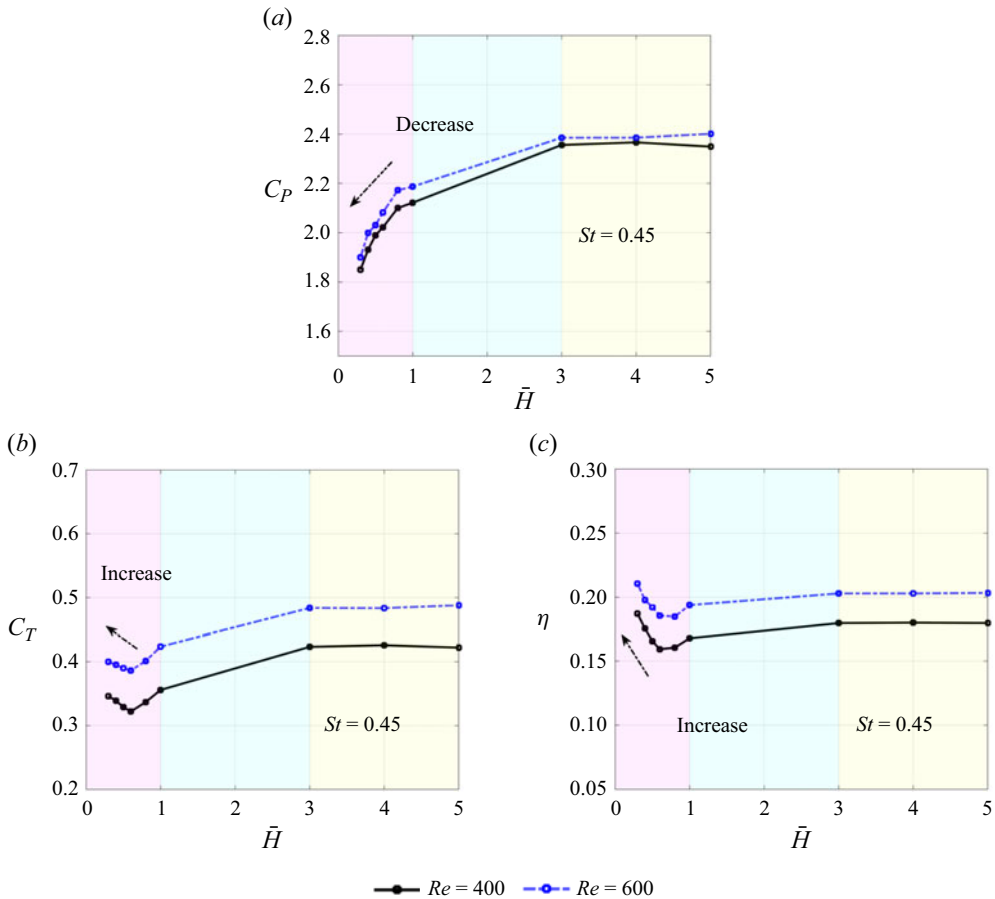 (a)
2.8
2.6
2.4
2.2
2.0
1.8
1.6
C_P
Decrease
St = 0.45
0 1 2 3 4 5
H̄
(b)
0.7
0.6
0.5
0.4
0.3
0.2
C_T
Increase
St = 0.45
0 1 2 3 4 5
H̄
(c)
0.30
0.25
0.20
0.15
0.10
0.05
η
Increase
St = 0.45
0 1 2 3 4 5
H̄
Re = 400 Re = 600